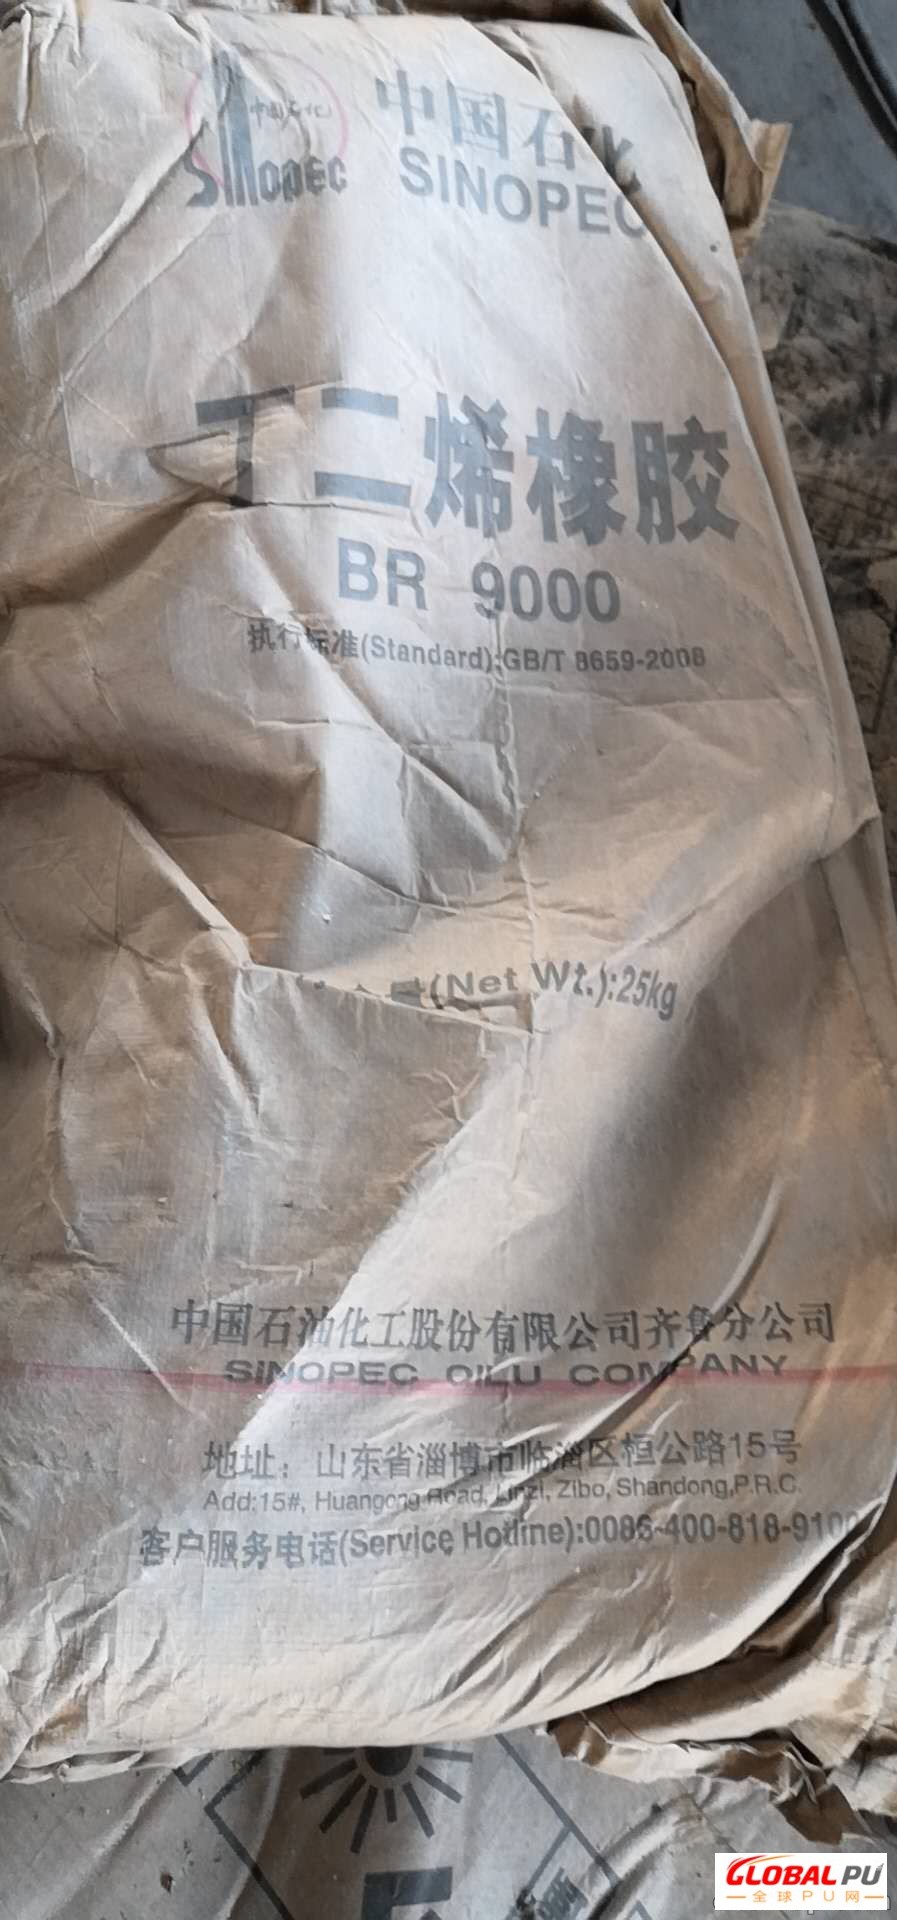 中国石化
SINOPEC
中国石化
SINOPEC
丁二烯橡胶
BR 9000
执行标准(Standard):GB/T 8659-2008
(Net Wt.):25kg
中国石油化工股份有限公司齐鲁分公司
SINOPEC QILU COMPANY
地址：山东省淄博市临淄区桓公路15号
Add:15#, Huangong Road, Linzi, Zibo, Shandong,P.R.C.
客户服务电话(Service Hotline):0086-400-818-9100
GLOBAL PU
全球PU网